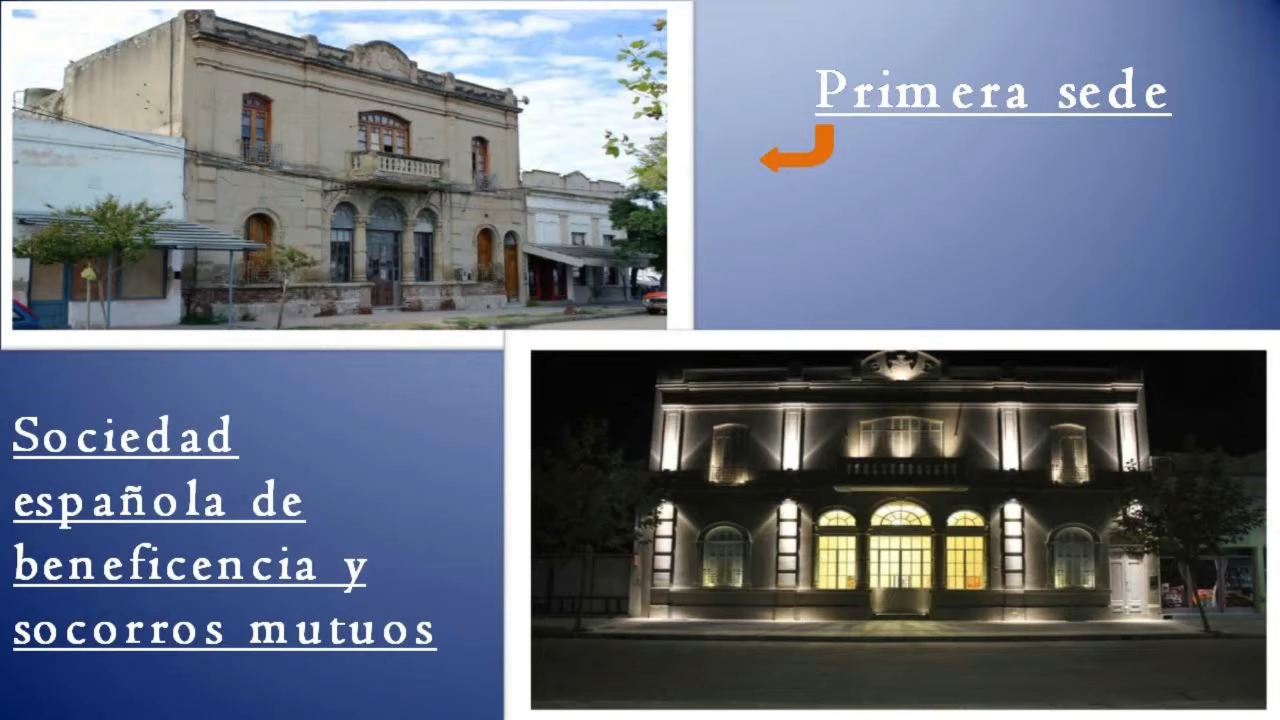 Primera sede
Sociedad
española de
beneficencia y
socorros mutuos